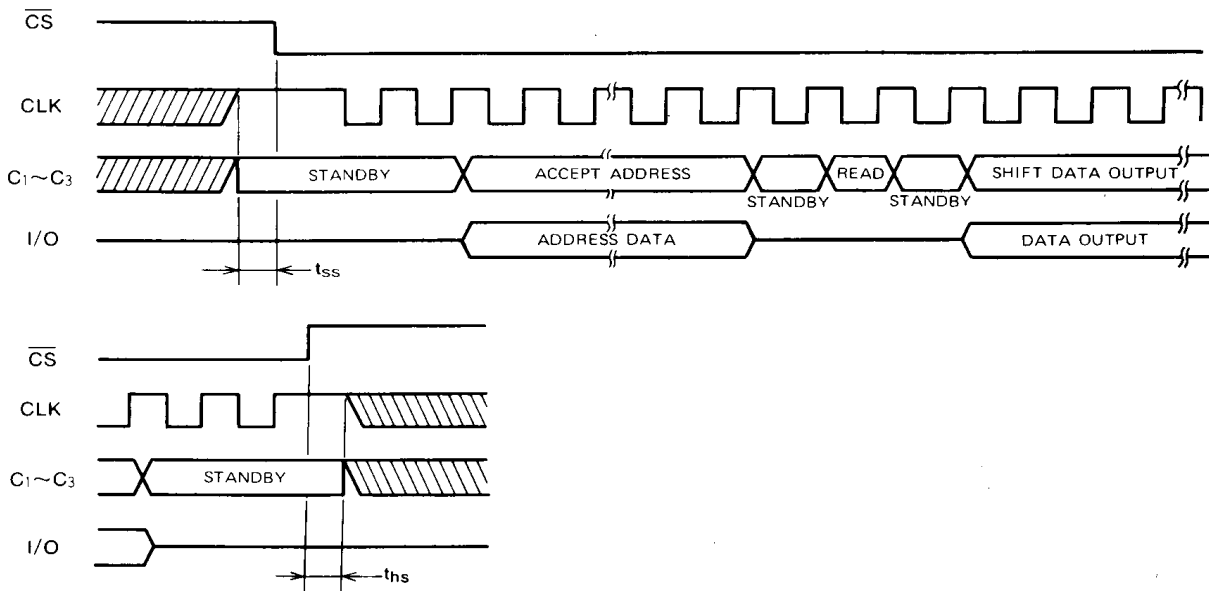 CS
CLK
C1~C3 STANDBY ACCEPT ADDRESS STANDBY READ STANDBY SHIFT DATA OUTPUT
I/O ADDRESS DATA DATA OUTPUT
tss
CS
CLK
C1~C3 STANDBY
I/O
ths